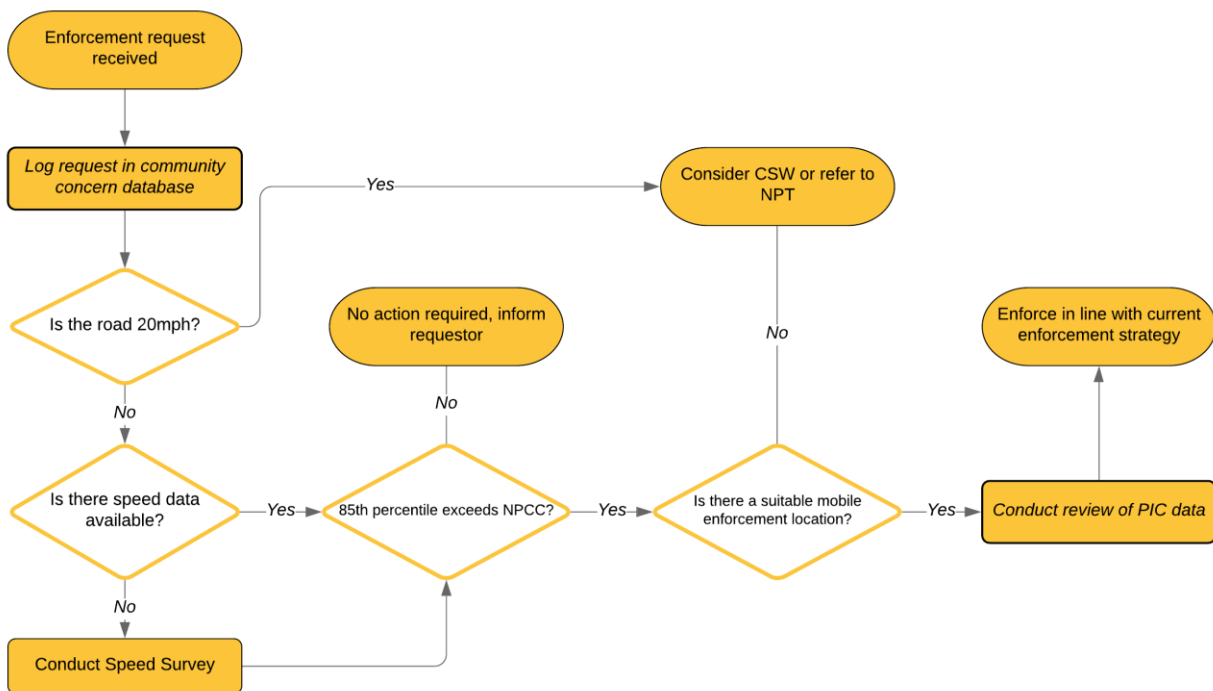 Enforcement request
received
Log request in community
concern database
Yes
Consider CSW or refer to
NPT
Is the road 20mph?
No action required, inform
requestor
No
Enforce in line with current
enforcement strategy
No
No
Is there speed data
available?
Yes
85th percentile exceeds NPCC?
Yes
Is there a suitable mobile
enforcement location?
Yes
Conduct review of PIC data
No
Conduct Speed Survey